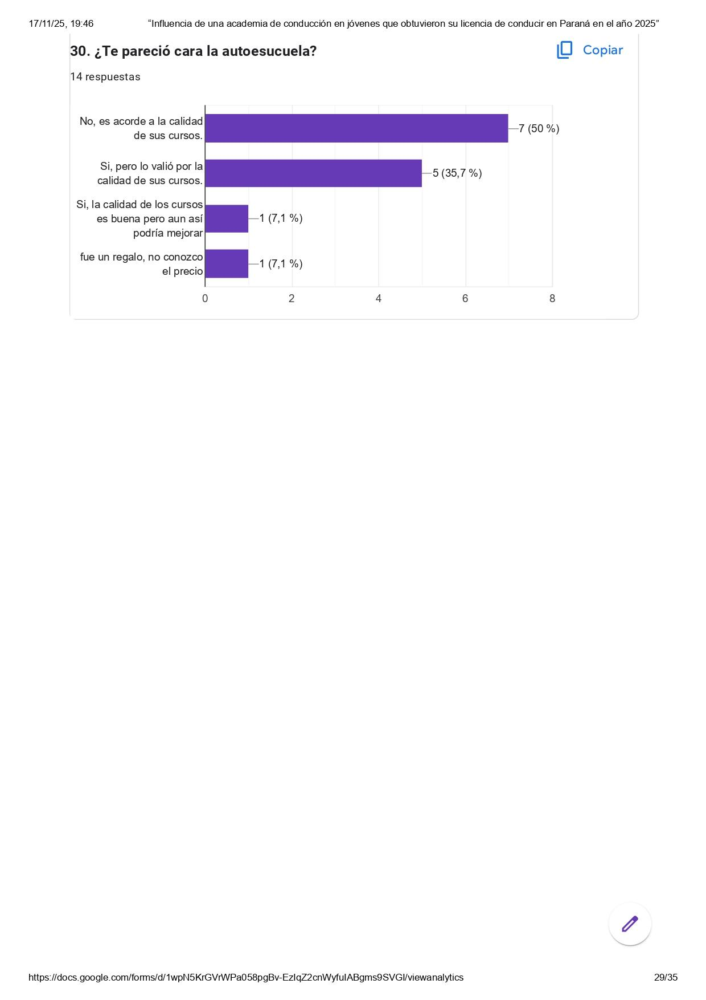 17/11/25, 19:46
“Influencia de una academia de conducción en jóvenes que obtuvieron su licencia de conducir en Paraná en el año 2025”
30. ¿Te pareció cara la autoesucuela?
Copiar
14 respuestas
No, es acorde a la calidad
de sus cursos.
7 (50 %)
Si, pero lo valió por la
calidad de sus cursos.
5 (35,7 %)
Si, la calidad de los cursos
es buena pero aun así
podría mejorar
1 (7,1 %)
fue un regalo, no conozco
el precio
1 (7,1 %)
0 2 4 6 8
https://docs.google.com/forms/d/1wpN5KrGVrWPa058pgBv-EzIqZ2cnWyfuIABgms9SVGI/viewanalytics
29/35